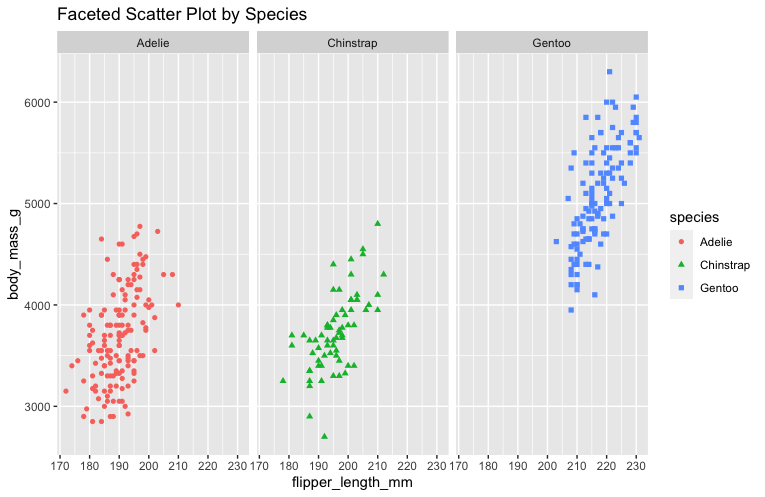 Faceted Scatter Plot by Species
Adelie Chinstrap Gentoo
6000
5000
4000
3000
body_mass_g
170 180 190 200 210 220 230 170 180 190 200 210 220 230 170 180 190 200 210 220 230
flipper_length_mm
species
Adelie
Chinstrap
Gentoo